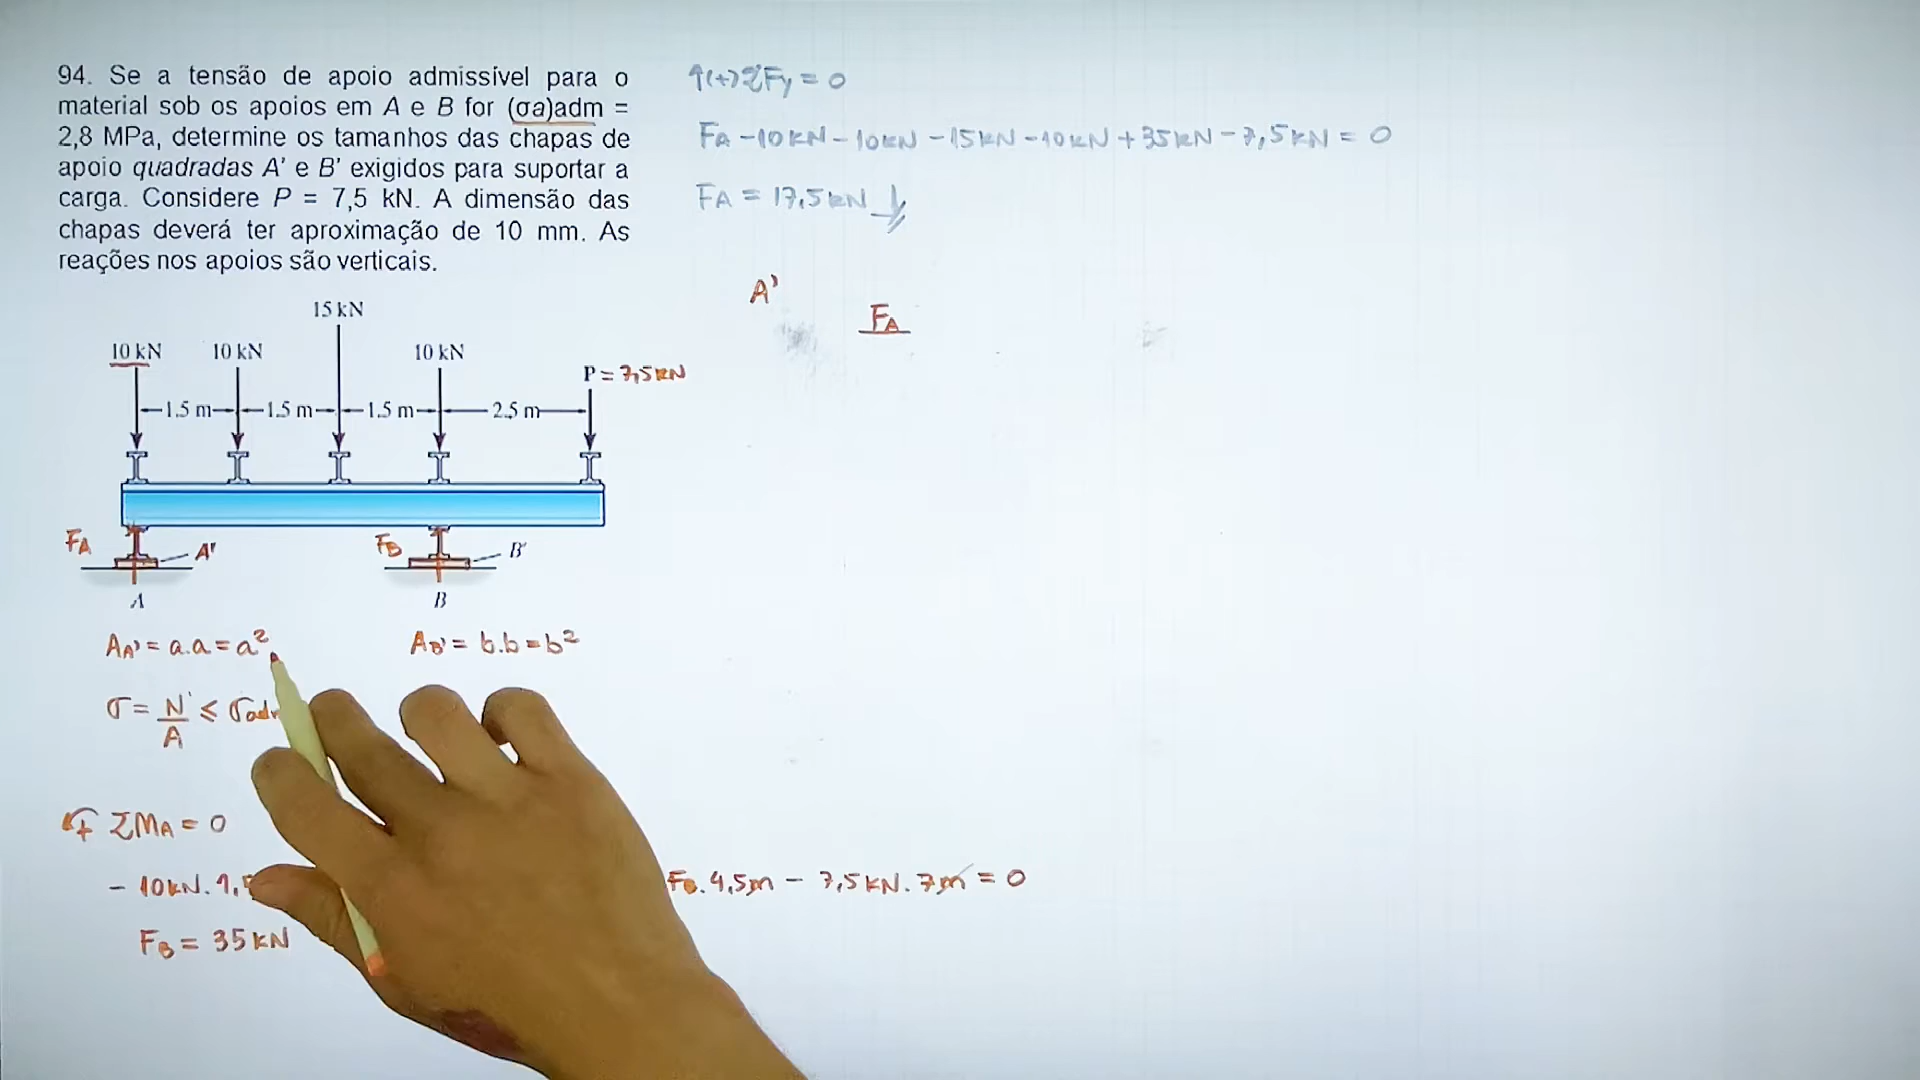 94. Se a tensão de apoio admissível para o
material sob os apoios em A e B for (σa)adm =
2,8 MPa, determine os tamanhos das chapas de
apoio quadradas A' e B' exigidos para suportar a
carga. Considere P = 7,5 kN. A dimensão das
chapas deverá ter aproximação de 10 mm. As
reações nos apoios são verticais.
↑(+) ΣFy = 0
FA - 10kN - 10kN - 15kN - 10kN + 35kN - 7,5kN = 0
FA = 17,5kN
A'
FA
15 kN
10 kN 10 kN 10 kN
P = 7,5kN
1.5 m 1.5 m 1.5 m 2.5 m
FA A' FB B'
A B
AA' = a.a = a² AB' = b.b = b²
σ = N/A ≤
+ ΣMA = 0
- 10kN. FB. 4,5m - 7,5kN. 7m = 0
FB = 35kN